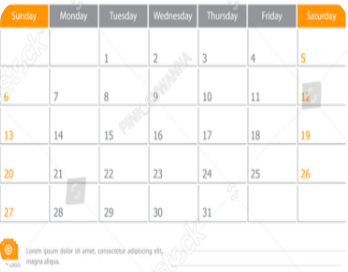 Sunday Monday Tuesday Wednesday Thursday Friday Saturday
1 2 3 4 5
6 7 8 9 10 11 12
13 14 15 16 17 18 19
20 21 22 23 24 25 26
27 28 29 30 31
Lorem ipsum dolor sit amet, consectetur adipiscing elit,
magna aliqua.
LOGO